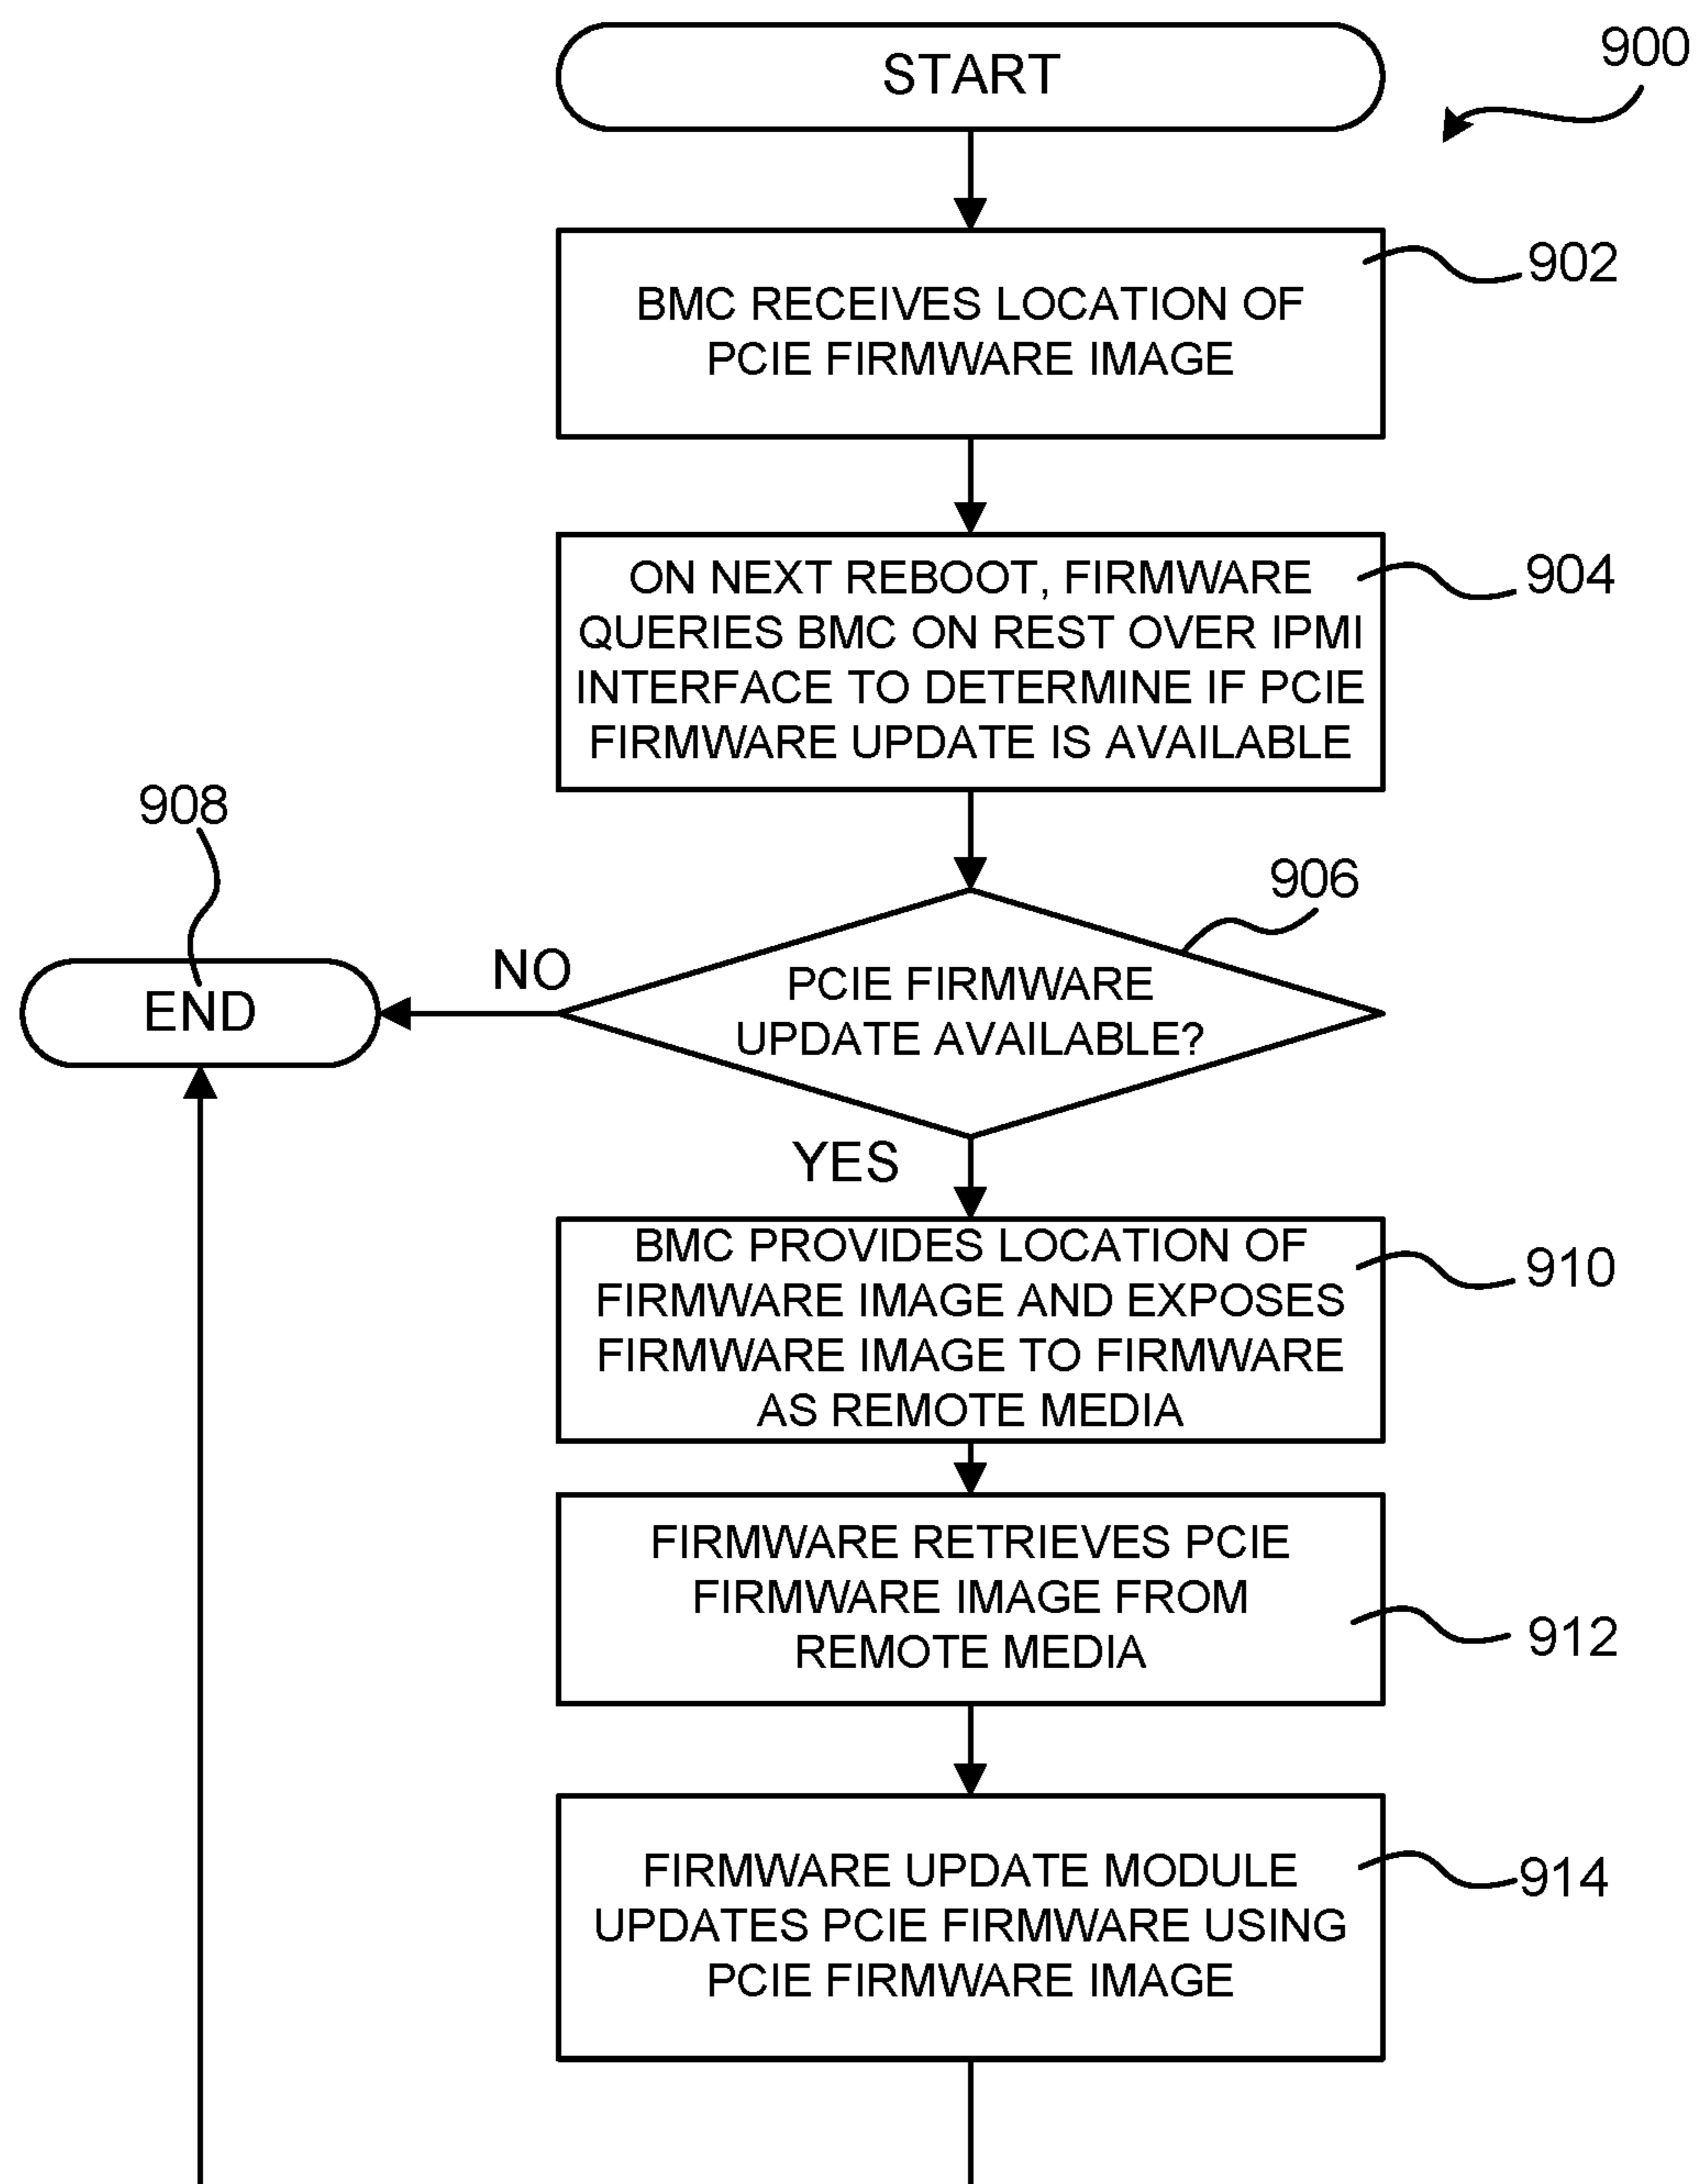 START
900
902
BMC RECEIVES LOCATION OF
PCIE FIRMWARE IMAGE
904
ON NEXT REBOOT, FIRMWARE
QUERIES BMC ON REST OVER IPMI
INTERFACE TO DETERMINE IF PCIE
FIRMWARE UPDATE IS AVAILABLE
908
906
NO
END
PCIE FIRMWARE
UPDATE AVAILABLE?
YES
910
BMC PROVIDES LOCATION OF
FIRMWARE IMAGE AND EXPOSES
FIRMWARE IMAGE TO FIRMWARE
AS REMOTE MEDIA
FIRMWARE RETRIEVES PCIE
FIRMWARE IMAGE FROM
REMOTE MEDIA
912
FIRMWARE UPDATE MODULE
UPDATES PCIE FIRMWARE USING
PCIE FIRMWARE IMAGE
914